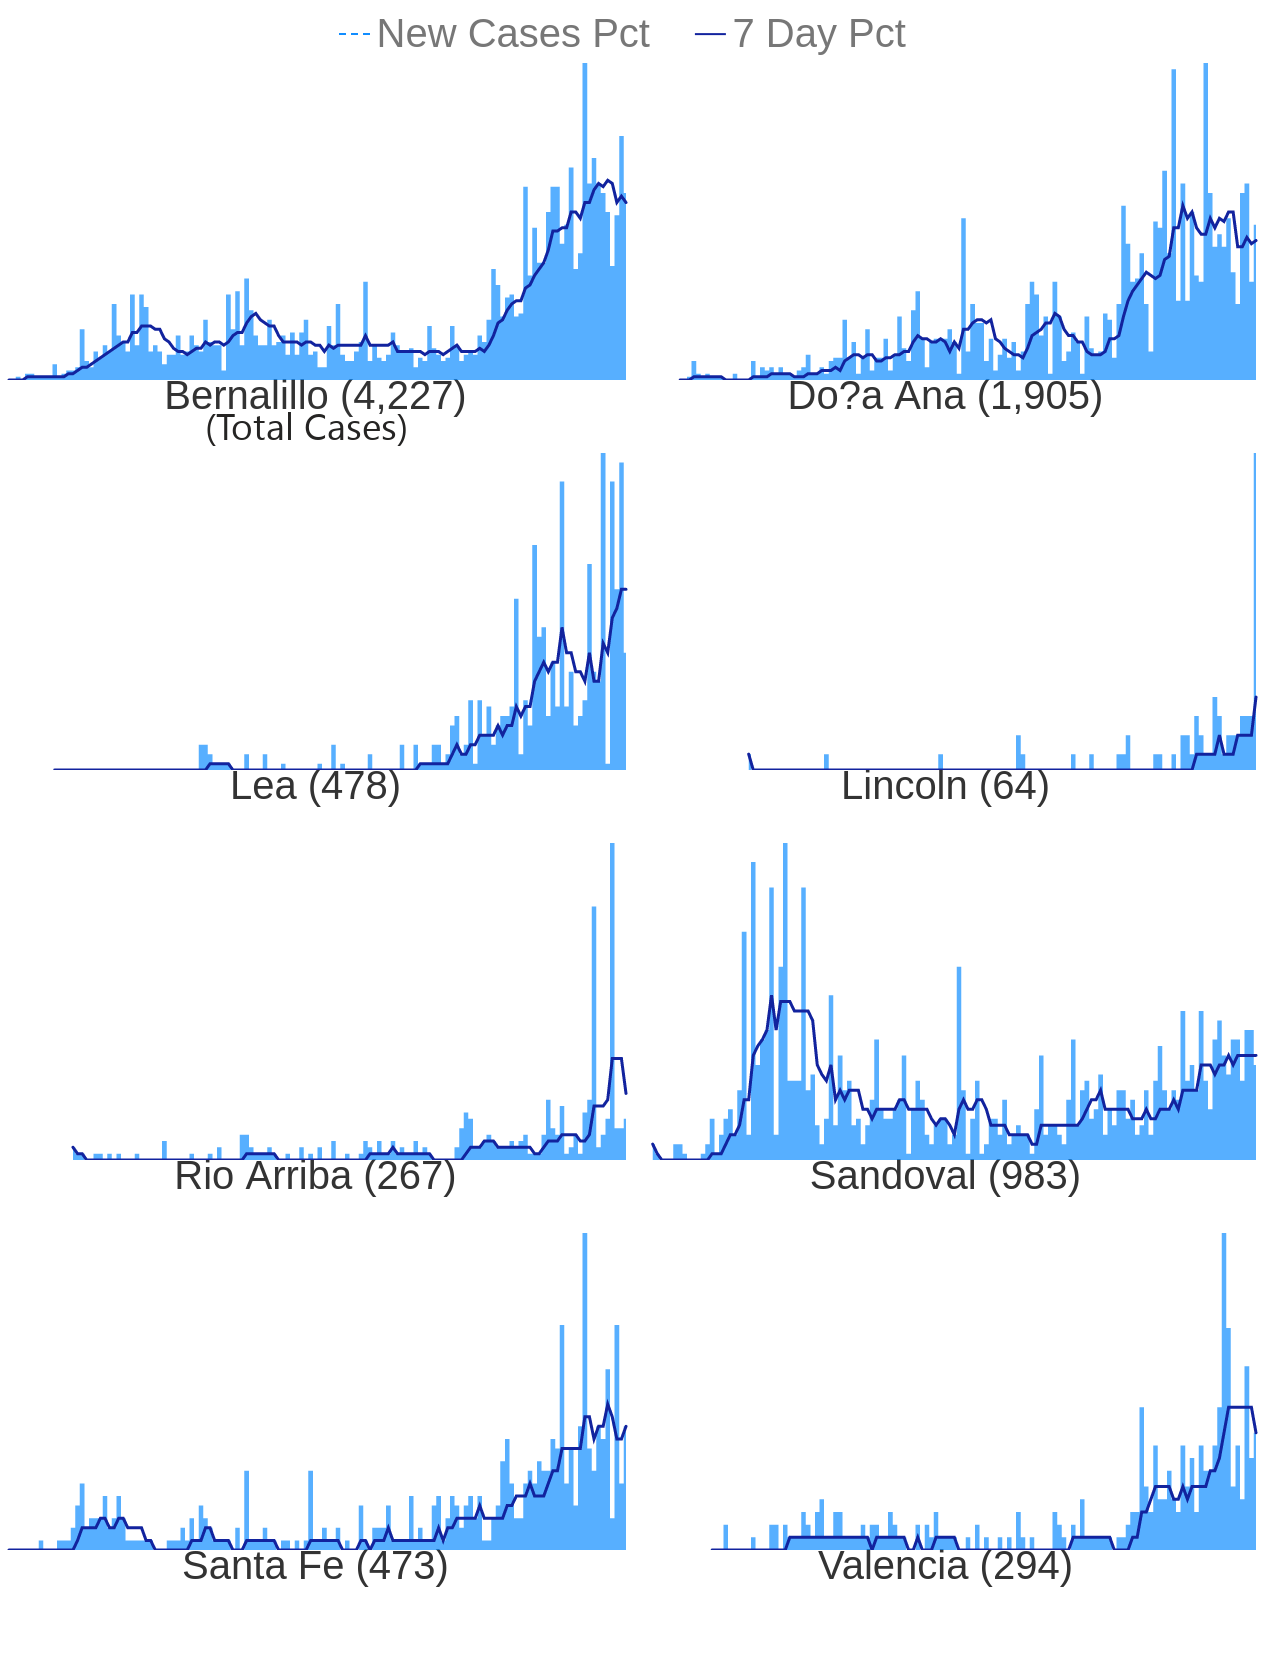 New Cases Pct 7 Day Pct
Bernalillo (4,227) Do?a Ana (1,905)
(Total Cases)
Lea (478) Lincoln (64)
Rio Arriba (267) Sandoval (983)
Santa Fe (473) Valencia (294)